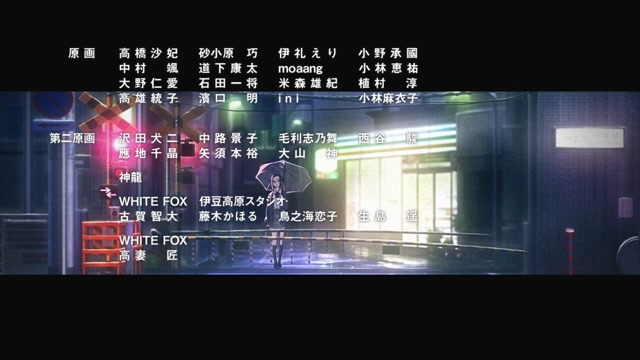 原画 高橋沙妃 砂小原巧 伊礼えり 小野承國
中村颯 道下康太 moaang 小林恵祐
大野仁愛 石田一将 米森雄紀 植村淳
高雄統子 濱口明 ini 小林麻衣子
第二原画 沢田犬二 中路景子 毛利志乃舞 西谷駿
應地千晶 矢須本裕 大山神
神龍
WHITE FOX 伊豆高原スタジオ
古賀智大 藤木かほる 鳥之海恋子 生島遥
WHITE FOX
高妻匠